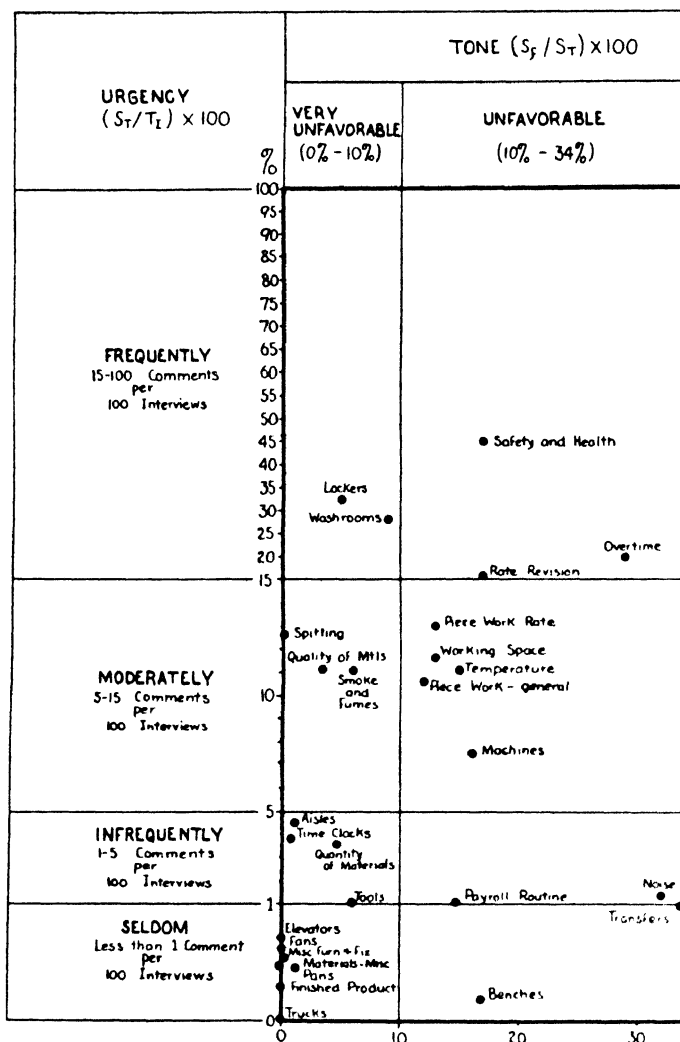 TONE (S_f / S_T) × 100
URGENCY
(S_T/T_I) × 100
VERY
UNFAVORABLE
(0% - 10%)
UNFAVORABLE
(10% - 34%)
%
100
95
90
85
80
75
70
65
60
55
50
45
40
35
30
25
20
15
10
5
1
0
FREQUENTLY
15-100 Comments
per
100 Interviews
Safety and Health
Lockers
Washrooms
Overtime
Rate Revision
MODERATELY
5-15 Comments
per
100 Interviews
Spitting
Quality of Mtls
Smoke
and
Fumes
Piece Work Rate
Working Space
Temperature
Piece Work - general
Machines
INFREQUENTLY
1-5 Comments
per
100 Interviews
Aisles
Time Clocks
Quantity
of Materials
Tools
Payroll Routine
Noise
Transfers
SELDOM
Less than 1 Comment
per
100 Interviews
Elevators
Fans
Misc Furn & Fix
Materials-Misc
Pans
Finished Product
Trucks
Benches
0 10 20 30